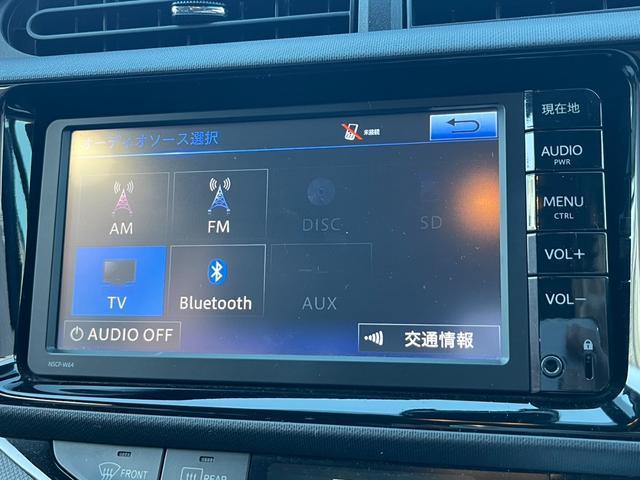 オーディオソース選択
未接続
現在地
AM
FM
DISC
SD
AUDIO
PWR
MENU
CTRL
TV
Bluetooth
AUX
VOL+
VOL−
AUDIO OFF
交通情報
NSCP-W64
FRONT
REAR